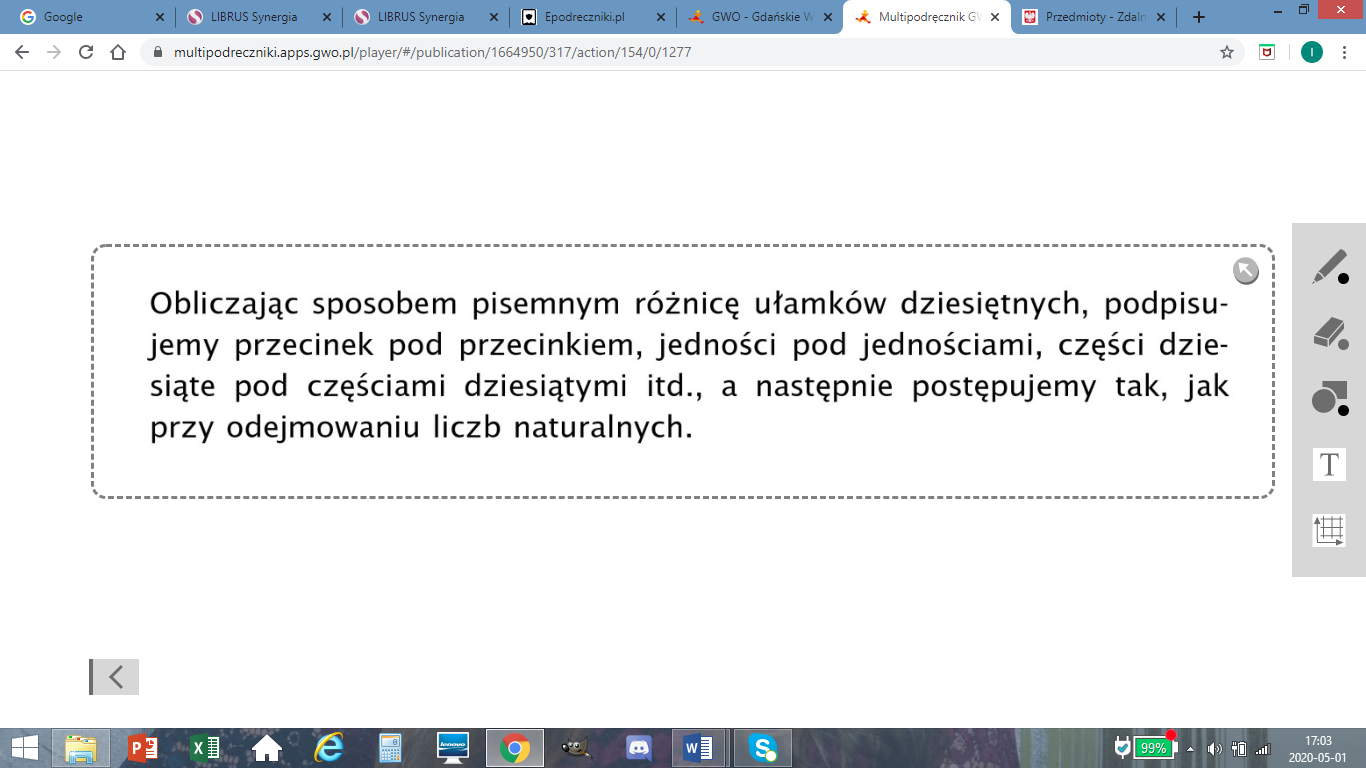 Google
LIBRUS Synergia
LIBRUS Synergia
Epodreczniki.pl
GWO - Gdańskie W
Multipodręcznik GW
Przedmioty - Zdaln
multipodreczniki.apps.gwo.pl/player/#/publication/1664950/317/action/154/0/1277
I
Obliczając sposobem pisemnym różnicę ułamków dziesiętnych, podpisu-
jemy przecinek pod przecinkiem, jedności pod jednościami, części dzie-
siąte pod częściami dziesiątymi itd., a następnie postępujemy tak, jak
przy odejmowaniu liczb naturalnych.
T
lenovo
99%
17:03
2020-05-01